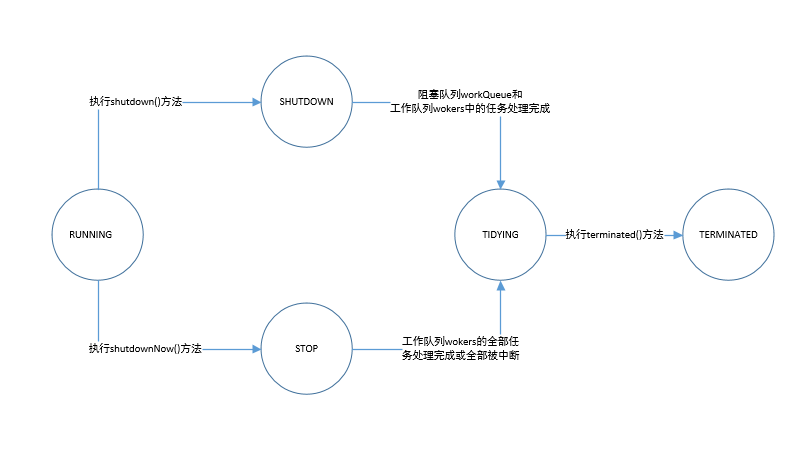 执行shutdown()方法
SHUTDOWN
阻塞队列workQueue和
工作队列wokers中的任务处理完成
RUNNING
TIDYING
执行terminated()方法
TERMINATED
执行shutdownNow()方法
STOP
工作队列wokers的全部任
务处理完成或全部被中断